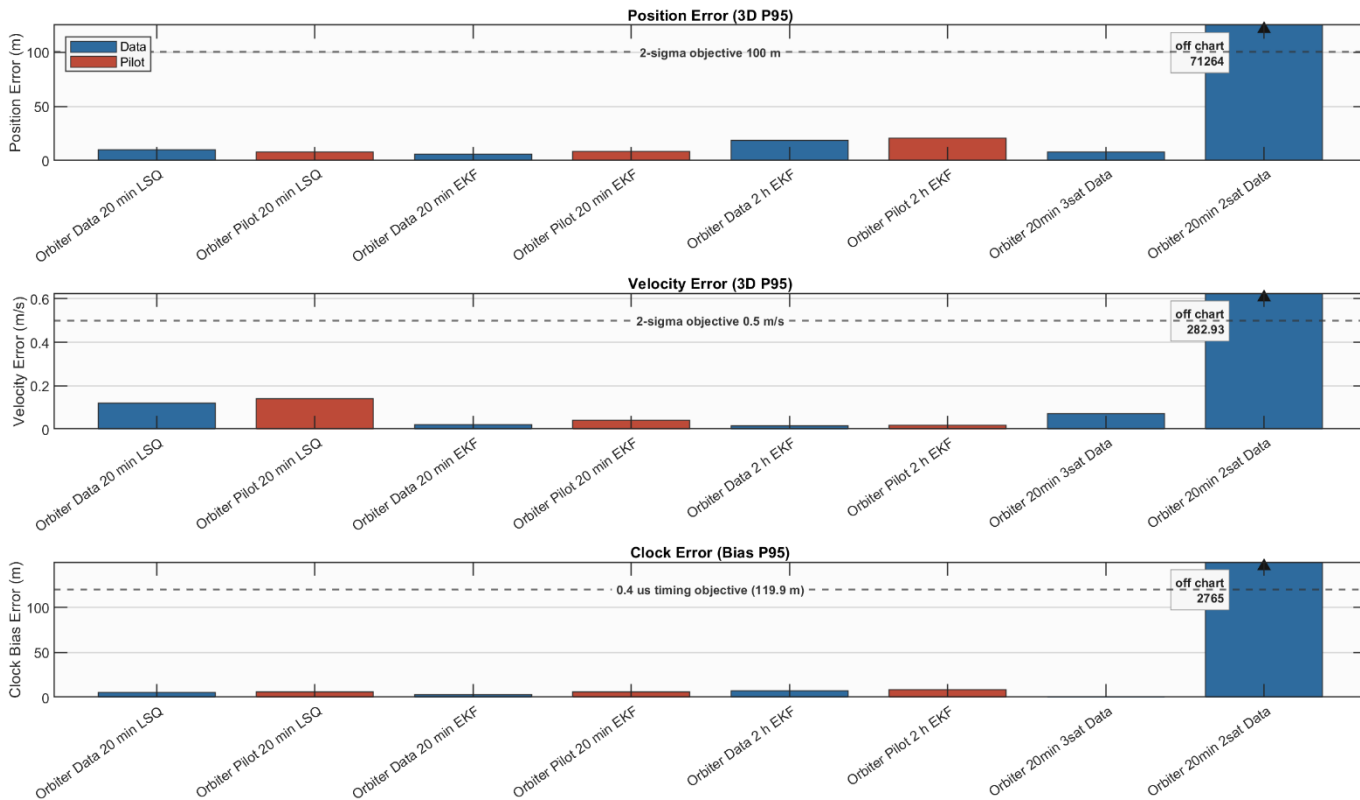 Position Error (3D P95)
Position Error (m)
100
50
0
Data
Pilot
2-sigma objective 100 m
off chart
71264
Orbiter Data 20 min LSQ
Orbiter Pilot 20 min LSQ
Orbiter Data 20 min EKF
Orbiter Pilot 20 min EKF
Orbiter Data 2 h EKF
Orbiter Pilot 2 h EKF
Orbiter 20min 3sat Data
Orbiter 20min 2sat Data
Velocity Error (3D P95)
Velocity Error (m/s)
0.6
0.4
0.2
0
2-sigma objective 0.5 m/s
off chart
282.93
Orbiter Data 20 min LSQ
Orbiter Pilot 20 min LSQ
Orbiter Data 20 min EKF
Orbiter Pilot 20 min EKF
Orbiter Data 2 h EKF
Orbiter Pilot 2 h EKF
Orbiter 20min 3sat Data
Orbiter 20min 2sat Data
Clock Error (Bias P95)
Clock Bias Error (m)
100
50
0
0.4 us timing objective (119.9 m)
off chart
2765
Orbiter Data 20 min LSQ
Orbiter Pilot 20 min LSQ
Orbiter Data 20 min EKF
Orbiter Pilot 20 min EKF
Orbiter Data 2 h EKF
Orbiter Pilot 2 h EKF
Orbiter 20min 3sat Data
Orbiter 20min 2sat Data